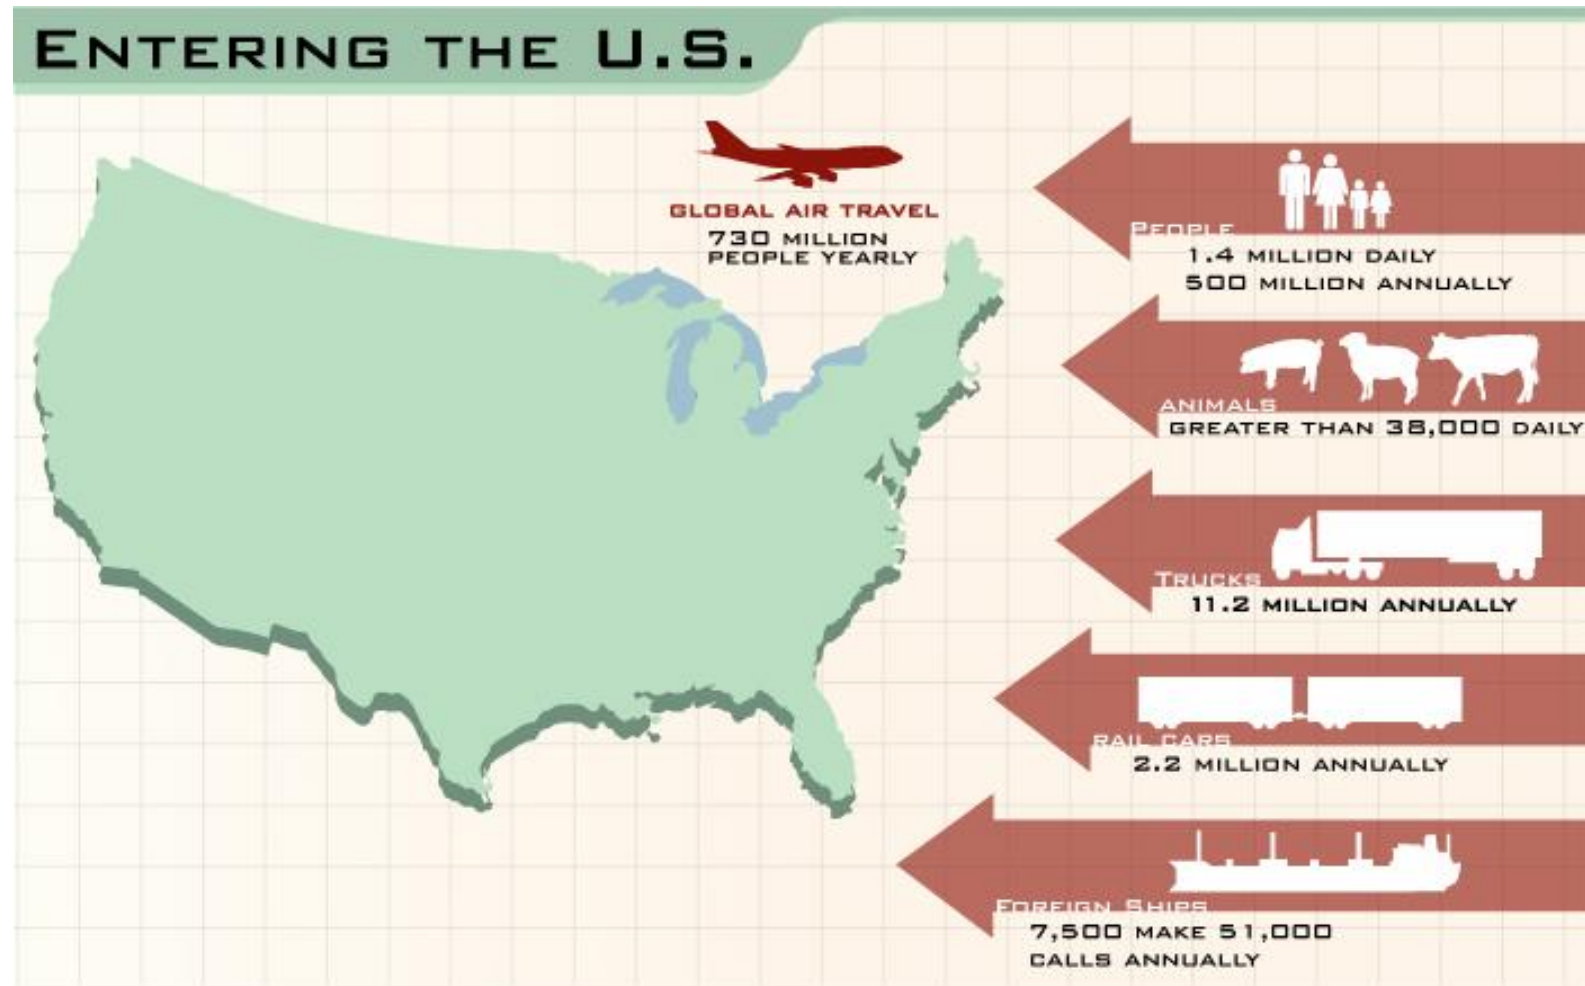 ENTERING THE U.S.
GLOBAL AIR TRAVEL
730 MILLION
PEOPLE YEARLY
PEOPLE
1.4 MILLION DAILY
500 MILLION ANNUALLY
ANIMALS
GREATER THAN 38,000 DAILY
TRUCKS
11.2 MILLION ANNUALLY
RAIL CARS
2.2 MILLION ANNUALLY
FOREIGN SHIPS
7,500 MAKE 51,000
CALLS ANNUALLY